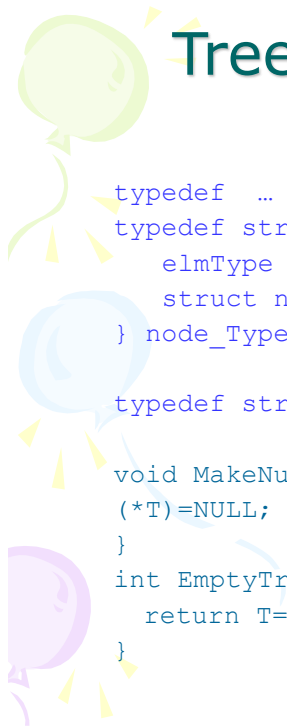 Tree
typedef … 
typedef str
elmType
struct n
} node_Type
typedef str
void MakeNu
(*T)=NULL;
}
int EmptyTr
return T=
}